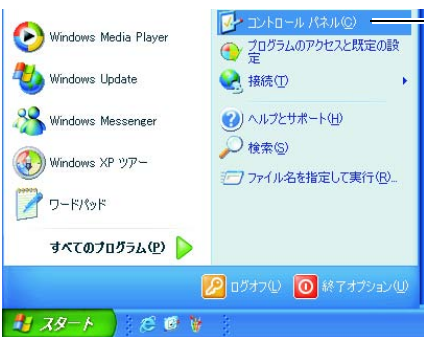 Windows Media Player
Windows Update
Windows Messenger
Windows XP ツアー
ワードパッド
すべてのプログラム(P)
コントロール パネル(C)
プログラムのアクセスと既定の設
定
接続(T)
ヘルプとサポート(H)
検索(S)
ファイル名を指定して実行(R)...
ログオフ(L)
終了オプション(U)
スタート